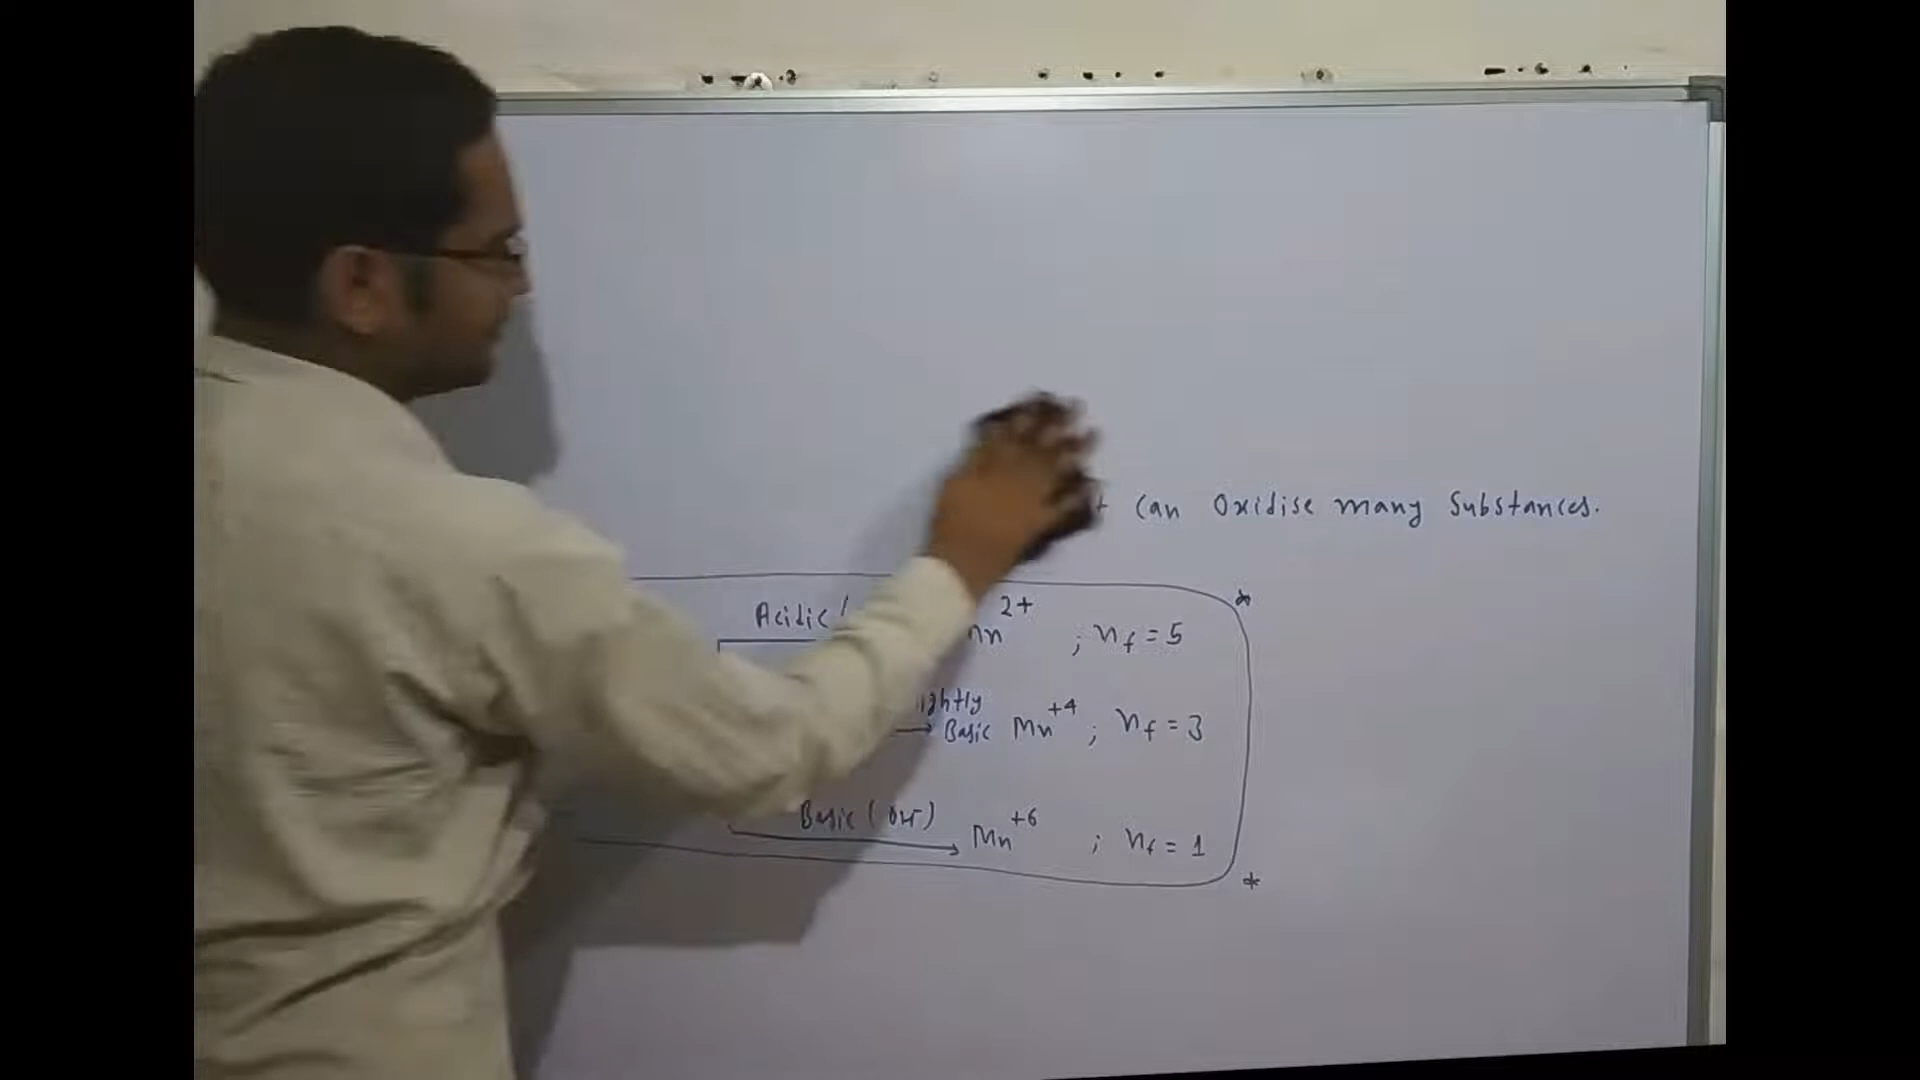 can Oxidise many Substances.
Acidic (
2+
Mn ; nf = 5
Basic Mn+4 ; nf = 3
Basic (OH-) Mn+6 ; nf = 1